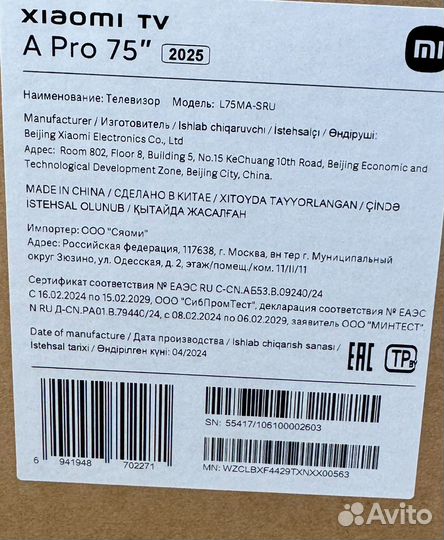 xiaomi TV
A Pro 75" 2025
mi
Наименование: Телевизор Модель: L75MA-SRU
Manufacturer / Изготовитель / Ishlab chiqaruvchi / İstehsalçı / Өндіруші:
Beijing Xiaomi Electronics Co., Ltd
Адрес: Room 802, Floor 8, Building 5, No.15 KeChuang 10th Road, Beijing Economic and
Technological Development Zone, Beijing City, China.
MADE IN CHINA / СДЕЛАНО В КИТАЕ / XITOYDA TAYYORLANGAN / ÇİNDƏ
ISTEHSAL OLUNUB / ҚЫТАЙДА ЖАСАЛҒАН
Импортер: ООО "Сяоми"
Адрес: Российская федерация, 117638, г. Москва, вн тер г. Муниципальный
округ Зюзино, ул. Одесская, д. 2, этаж/помещ./ком. 11/II/11
Сертификат соответствия № ЕАЭС RU C-CN.АБ53.В.09240/24
С 16.02.2024 по 15.02.2029, ООО "СибПромТест", декларация соответствия № ЕАЭС
N RU Д-CN.РА01.В.79440/24, с 08.02.2024 по 06.02.2029, заявитель ООО "МИНТЕСТ"
Date of manufacture / Дата производства / Ishlab chiqarish sanasi /
Istehsal tarixi / Өндірілген күні: 04/2024
EAC
TP BY
SN: 55417/106100002603
MN: WZCLBXF4429TXNXX00563
6 941948 702271
Avito